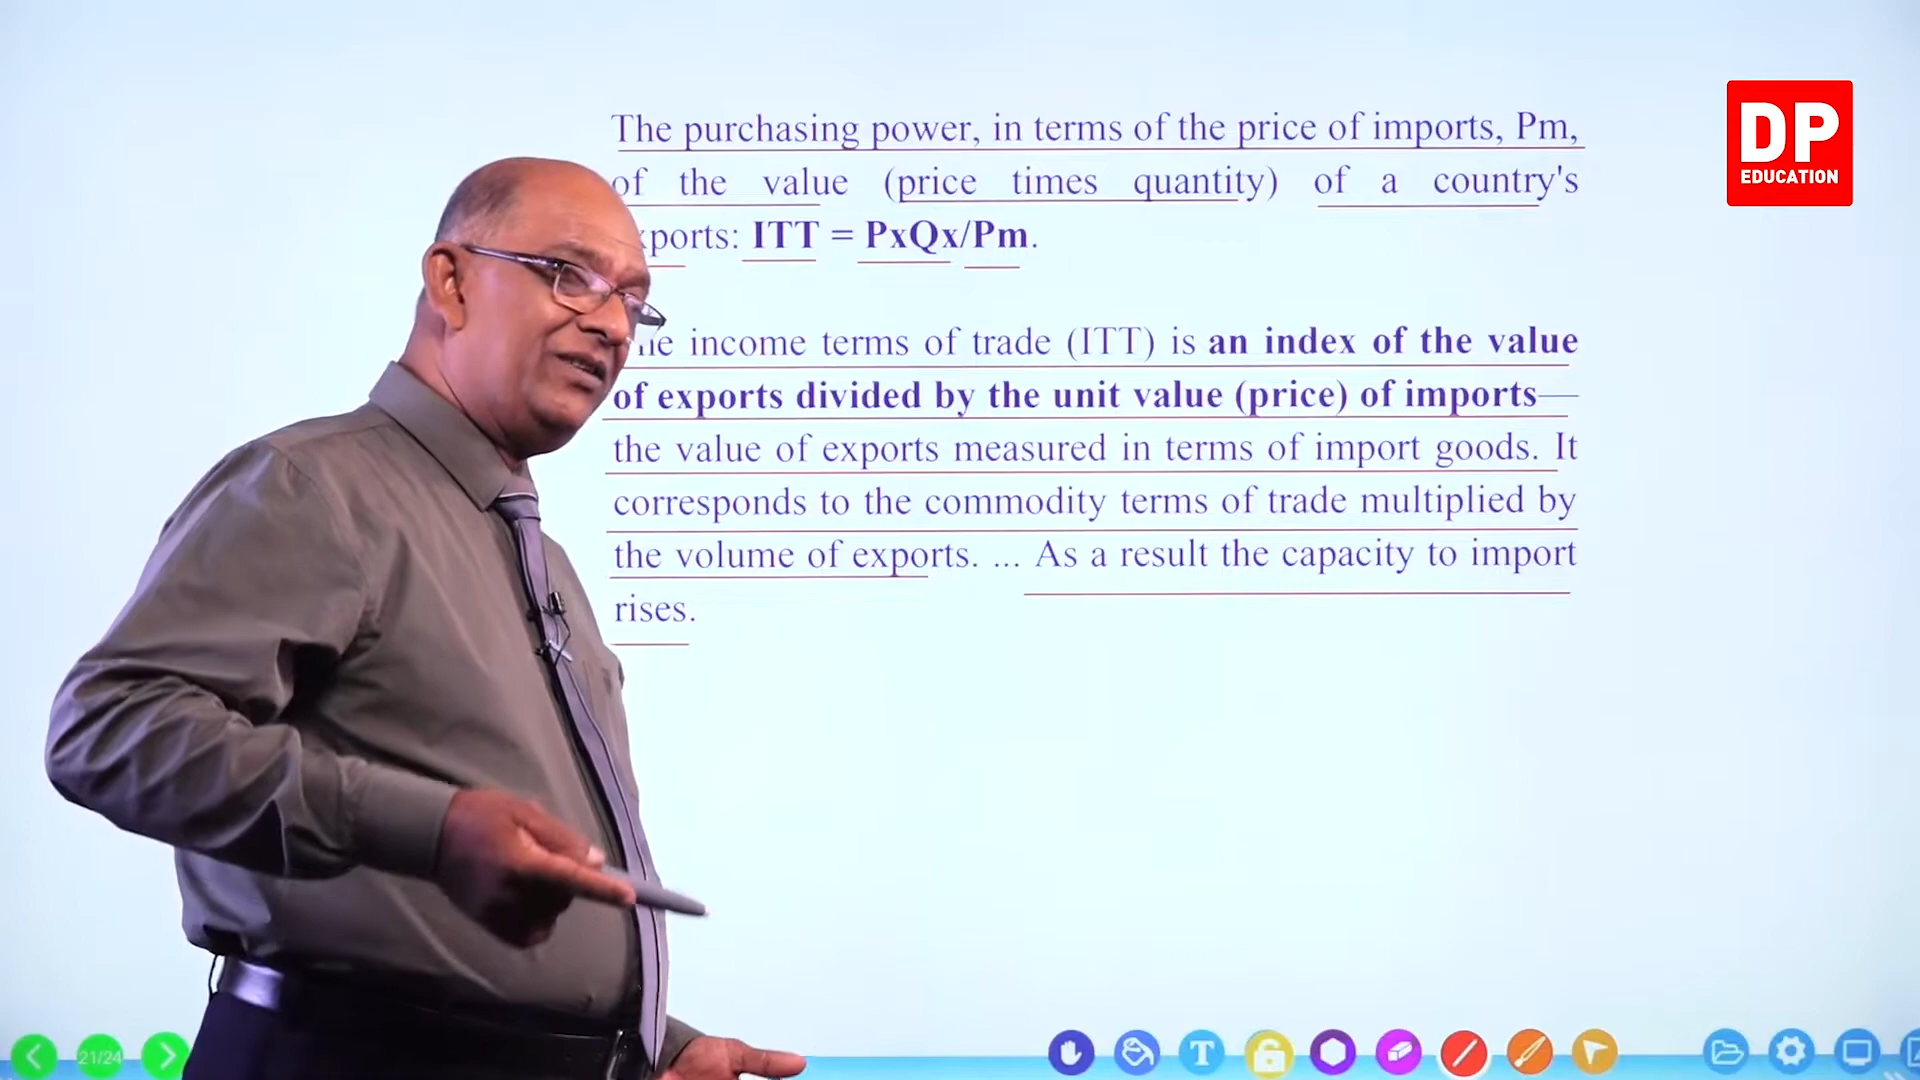 The purchasing power, in terms of the price of imports, Pm,
of the value (price times quantity) of a country's
xports: ITT = PxQx/Pm.
he income terms of trade (ITT) is an index of the value
of exports divided by the unit value (price) of imports—
the value of exports measured in terms of import goods. It
corresponds to the commodity terms of trade multiplied by
the volume of exports. ... As a result the capacity to import
rises.
DP
EDUCATION
21/24
T